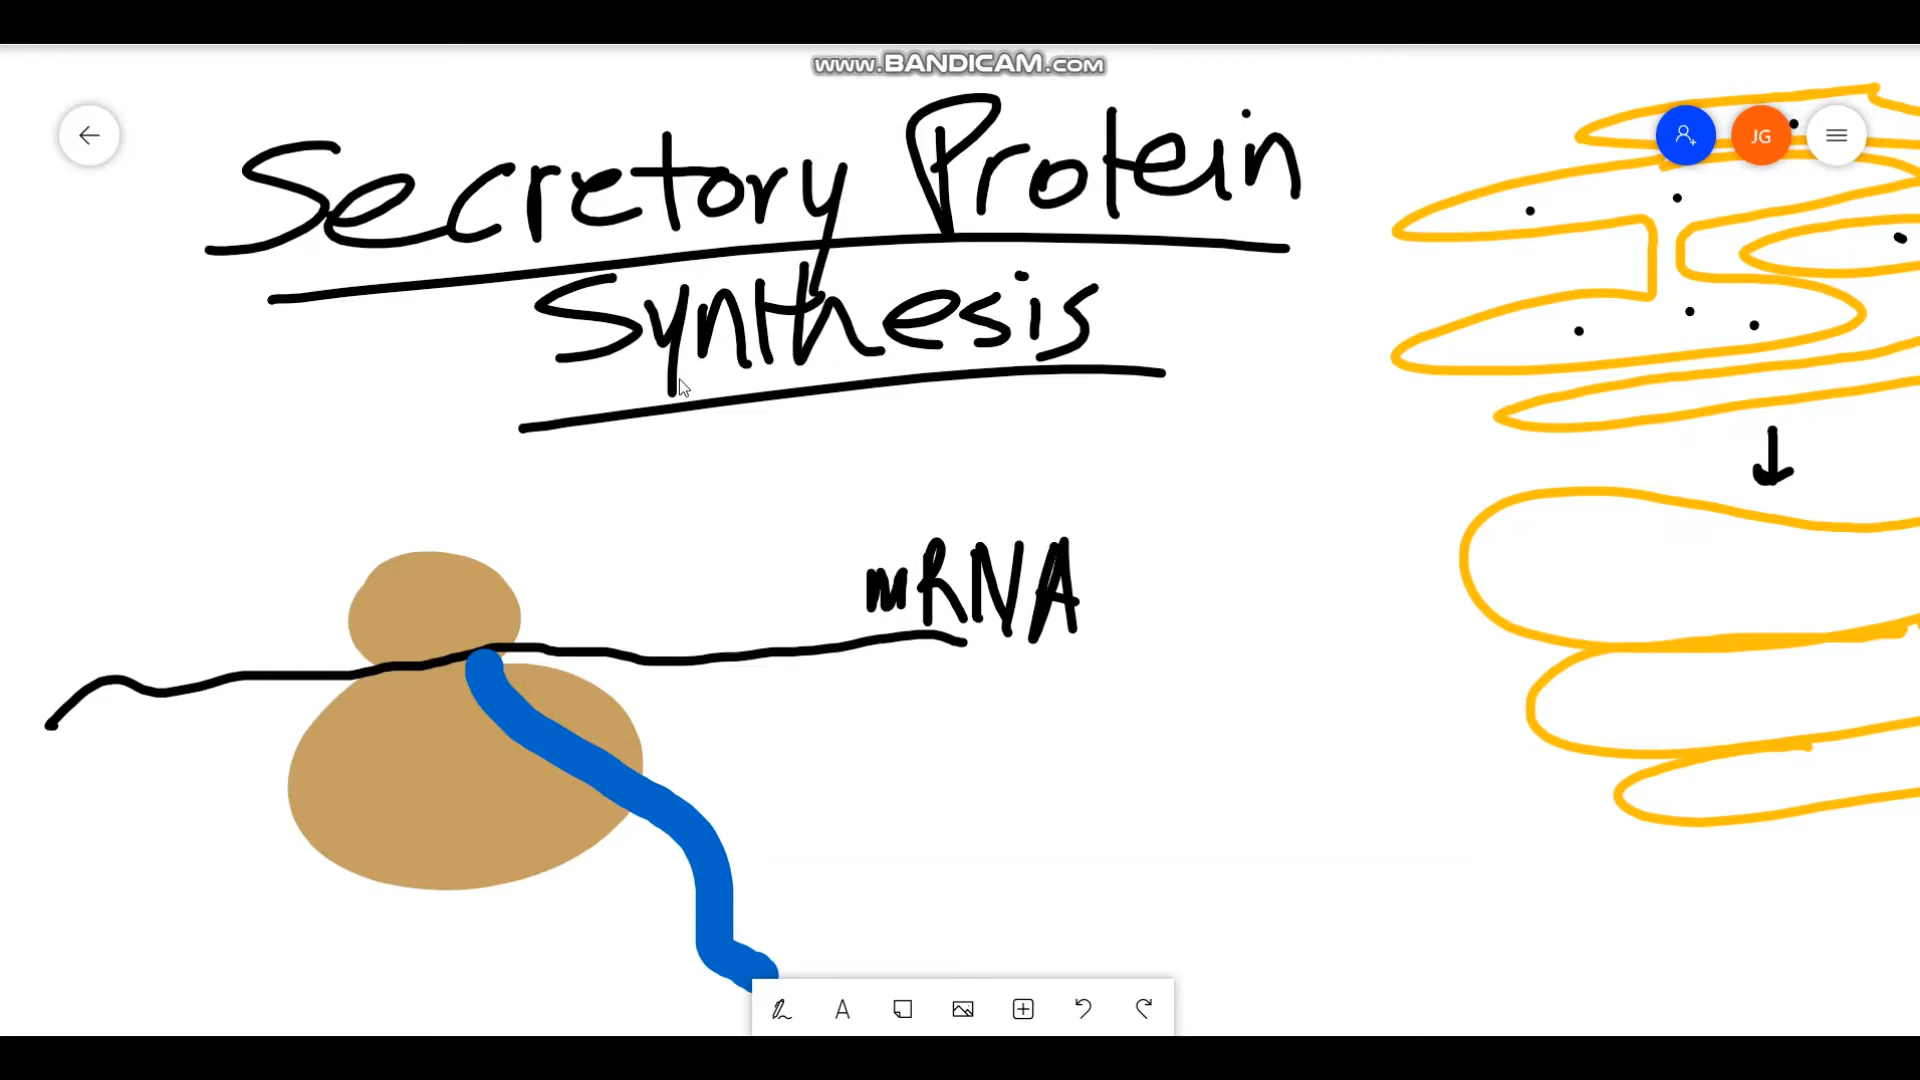 www.BANDICAM.com
Secretory Protein
Synthesis
JG
mRNA
A